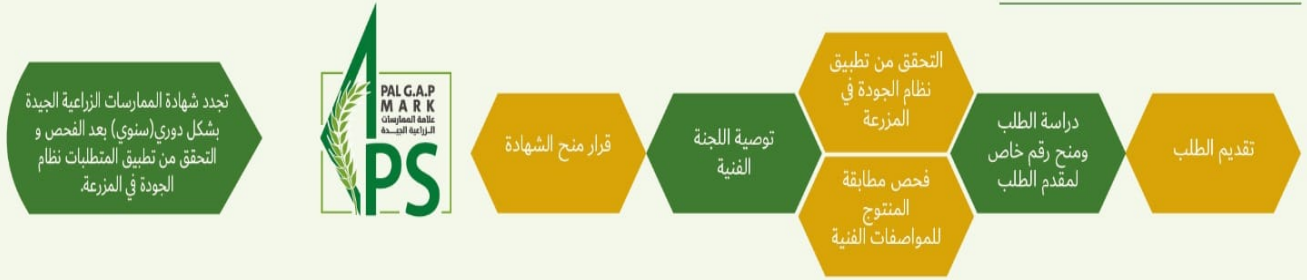 تقديم الطلب
دراسة الطلب
ومنح رقم خاص
لمقدم الطلب
التحقق من تطبيق
نظام الجودة في
المزرعة
فحص مطابقة
المنتوج
للمواصفات الفنية
توصية اللجنة
الفنية
قرار منح الشهادة
PAL G.A.P
MARK
علامة الممارسات
الزراعية الجيدة
PS
تجدد شهادة الممارسات الزراعية الجيدة
بشكل دوري(سنوي) بعد الفحص و
التحقق من تطبيق المتطلبات نظام
الجودة في المزرعة.